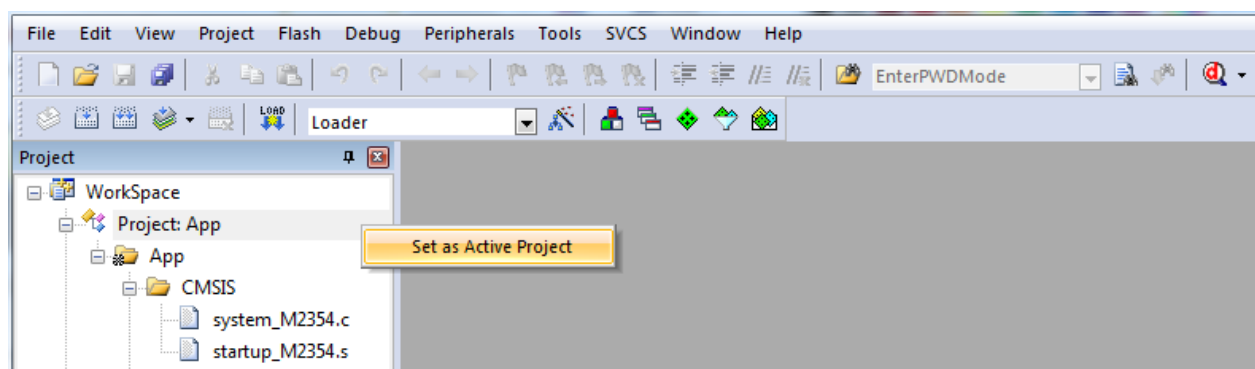 File Edit View Project Flash Debug Peripherals Tools SVCS Window Help
EnterPWDMode
LOAD Loader
Project
WorkSpace
Project: App
Set as Active Project
App
CMSIS
system_M2354.c
startup_M2354.s